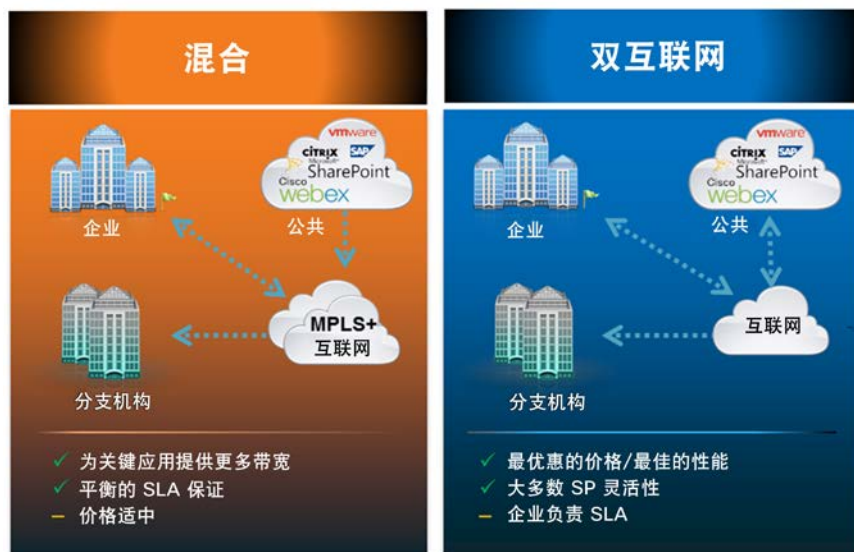 混合
vmware
CİTRIX SAP
Microsoft
SharePoint
Cisco
webex
企业
公共
MPLS+
互联网
分支机构
为关键应用提供更多带宽
平衡的 SLA 保证
价格适中
双互联网
vmware
CİTRIX SAP
Microsoft
SharePoint
Cisco
webex
企业
公共
互联网
分支机构
最优惠的价格/最佳的性能
大多数 SP 灵活性
企业负责 SLA